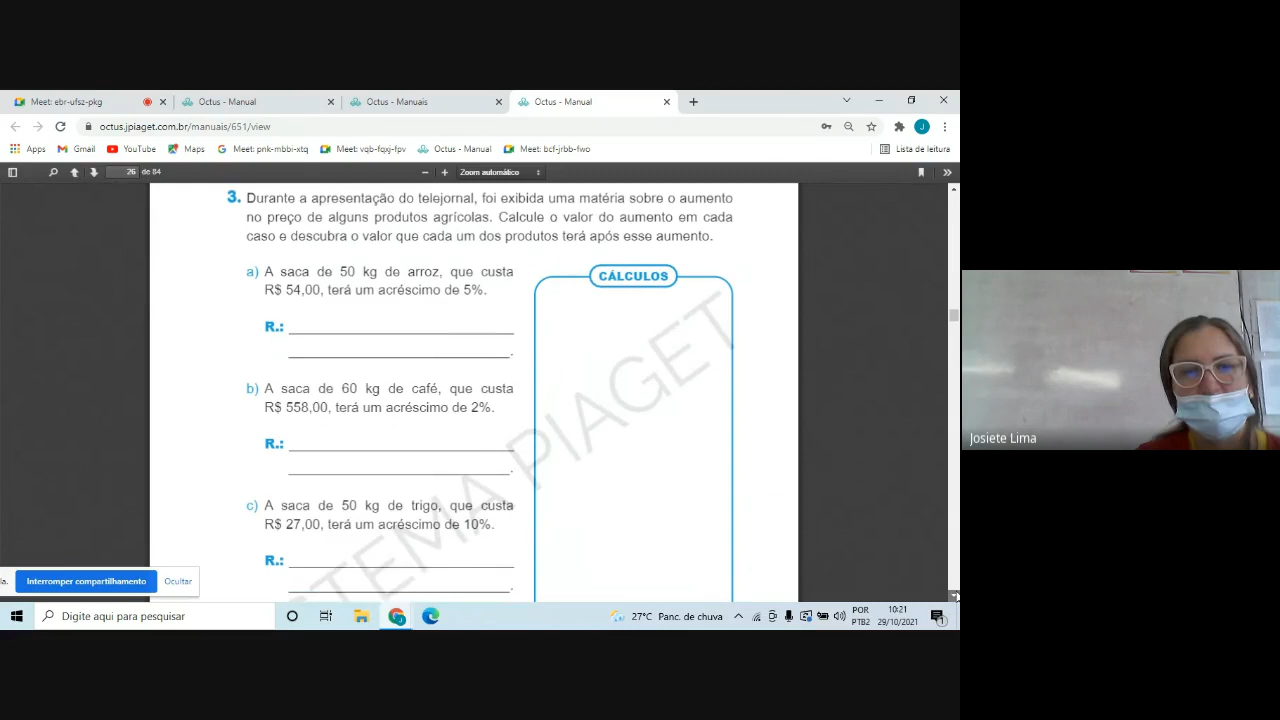 Meet: ebr-ufsz-pkg
Octus - Manual
Octus - Manuais
Octus - Manual
octus.jpiaget.com.br/manuais/651/view
J
Apps
Gmail
YouTube
Maps
Meet: pnk-mbbi-xtq
Meet: vqb-fqxj-fpv
Octus - Manual
Meet: bcf-jrbb-fwo
Lista de leitura
26 de 84
Zoom automático
3. Durante a apresentação do telejornal, foi exibida uma matéria sobre o aumento
no preço de alguns produtos agrícolas. Calcule o valor do aumento em cada
caso e descubra o valor que cada um dos produtos terá após esse aumento.
a) A saca de 50 kg de arroz, que custa
R$ 54,00, terá um acréscimo de 5%.
R.:
b) A saca de 60 kg de café, que custa
R$ 558,00, terá um acréscimo de 2%.
R.:
c) A saca de 50 kg de trigo, que custa
R$ 27,00, terá um acréscimo de 10%.
R.:
CÁLCULOS
STEMA PIAGET
la.
Interromper compartilhamento
Ocultar
Digite aqui para pesquisar
27°C Panc. de chuva
POR
PTB2
10:21
29/10/2021
1
Josiete Lima